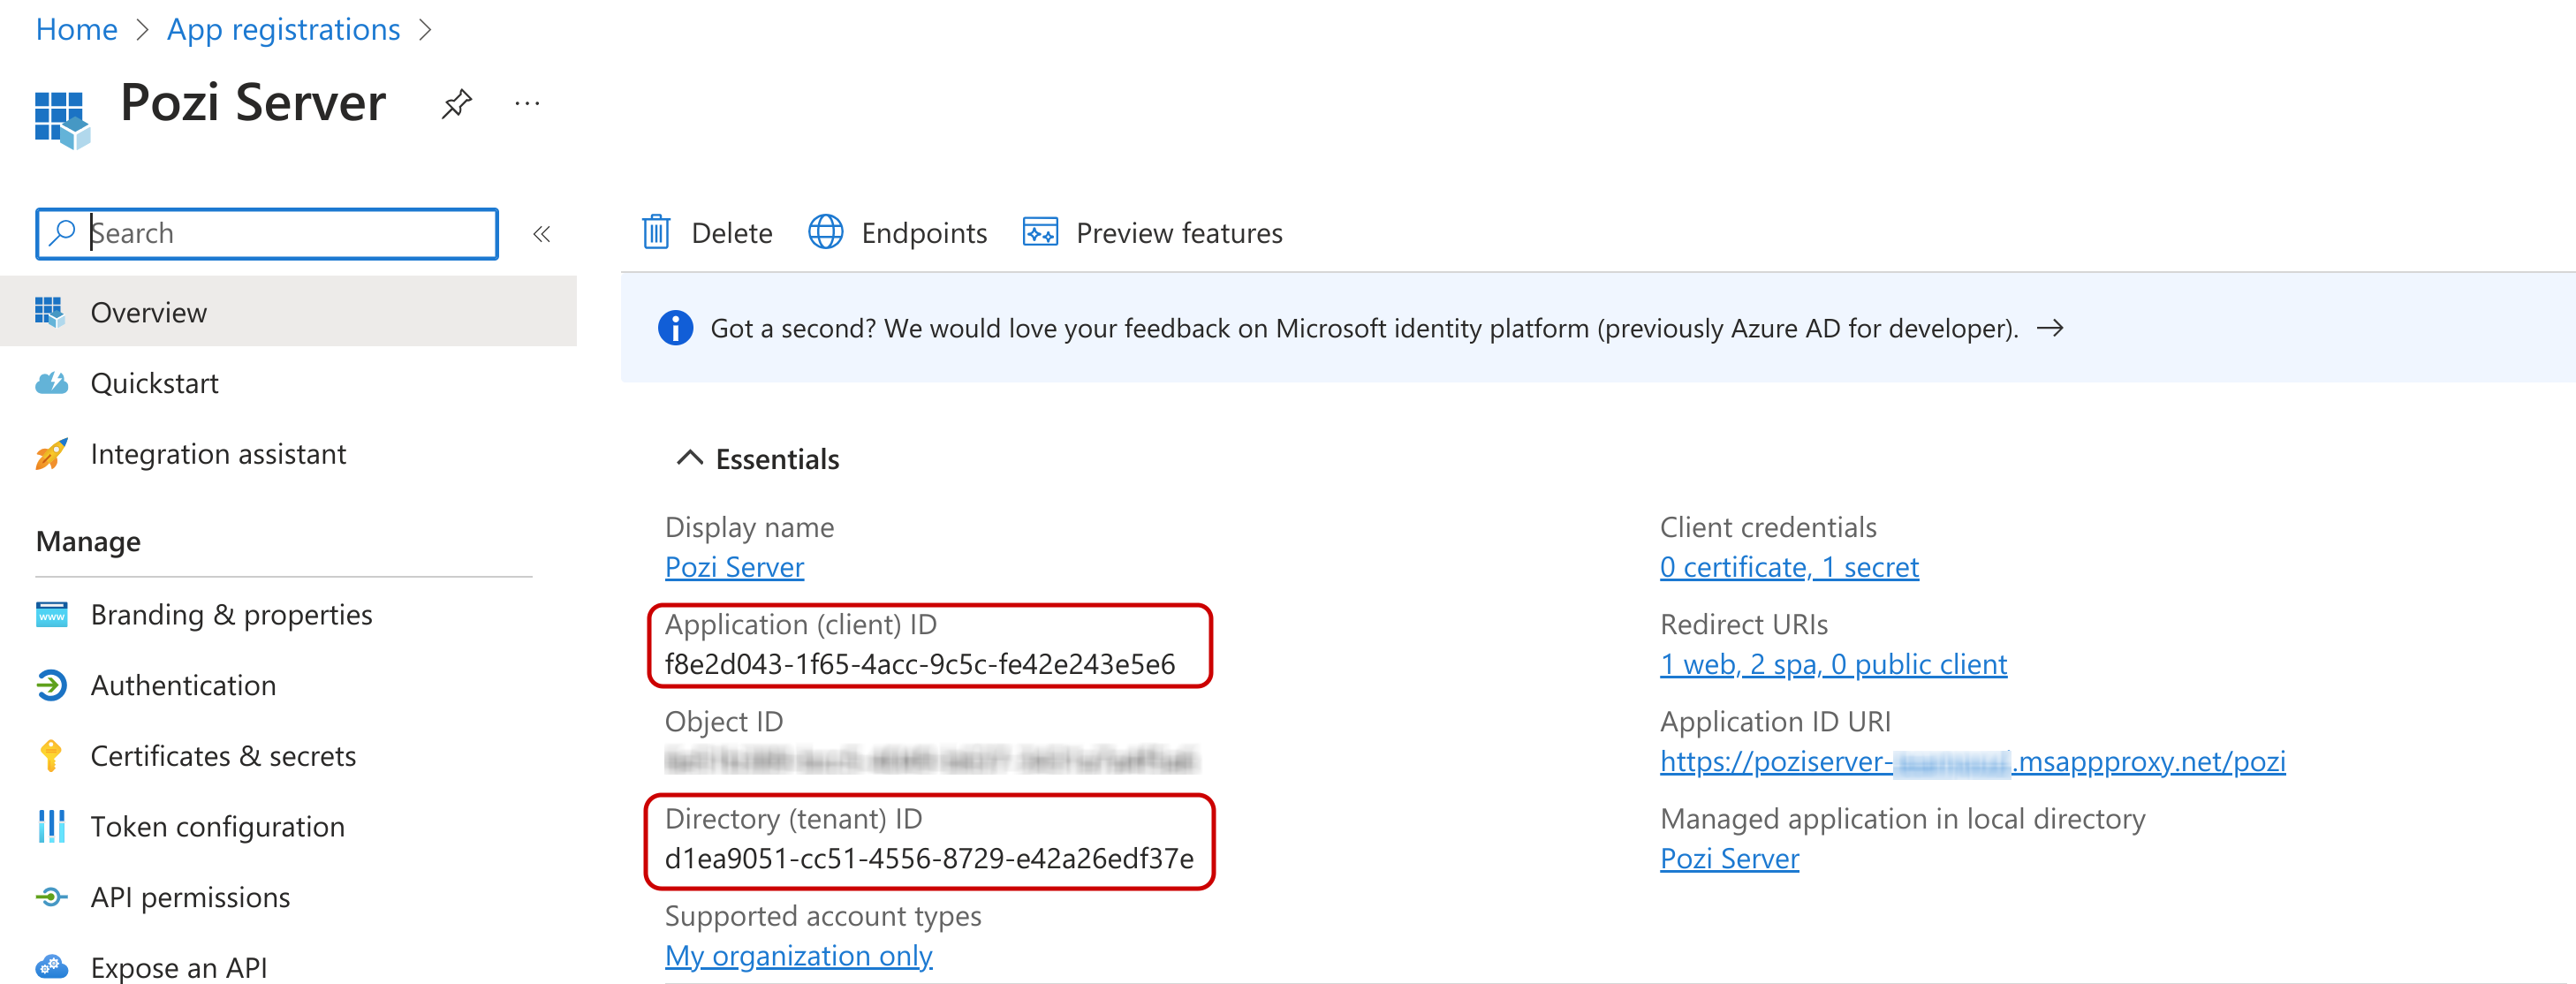 Home > App registrations >
Pozi Server ...
Search «
Overview
Quickstart
Integration assistant
Manage
www Branding & properties
Authentication
Certificates & secrets
Token configuration
API permissions
Expose an API
Delete Endpoints Preview features
Got a second? We would love your feedback on Microsoft identity platform (previously Azure AD for developer). →
Essentials
Display name
Pozi Server
Application (client) ID
f8e2d043-1f65-4acc-9c5c-fe42e243e5e6
Object ID
Directory (tenant) ID
d1ea9051-cc51-4556-8729-e42a26edf37e
Supported account types
My organization only
Client credentials
0 certificate, 1 secret
Redirect URIs
1 web, 2 spa, 0 public client
Application ID URI
https://poziserver- .msappproxy.net/pozi
Managed application in local directory
Pozi Server